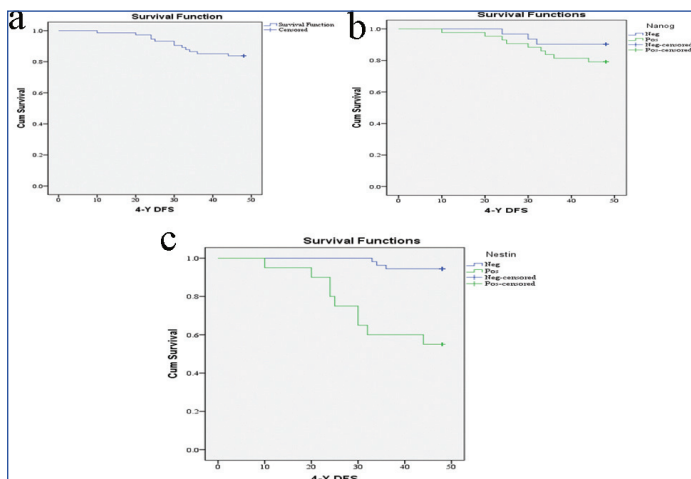 a
Survival Function
Survival Function
Censored
Cum Survival
1.0
0.8
0.6
0.4
0.2
0.0
0 10 20 30 40 50
4-Y DFS
b
Survival Functions
Nanog
Neg
Pos
Neg-censored
Pos-censored
Cum Survival
1.0
0.8
0.6
0.4
0.2
0.0
0 10 20 30 40 50
4-Y DFS
c
Survival Functions
Nestin
Neg
Pos
Neg-censored
Pos-censored
Cum Survival
1.0
0.8
0.6
0.4
0.2
0.0
0 10 20 30 40 50
4-Y DFS